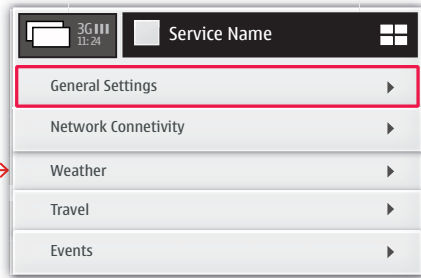 3G
11:24
Service Name
General Settings
Network Connetivity
Weather
Travel
Events